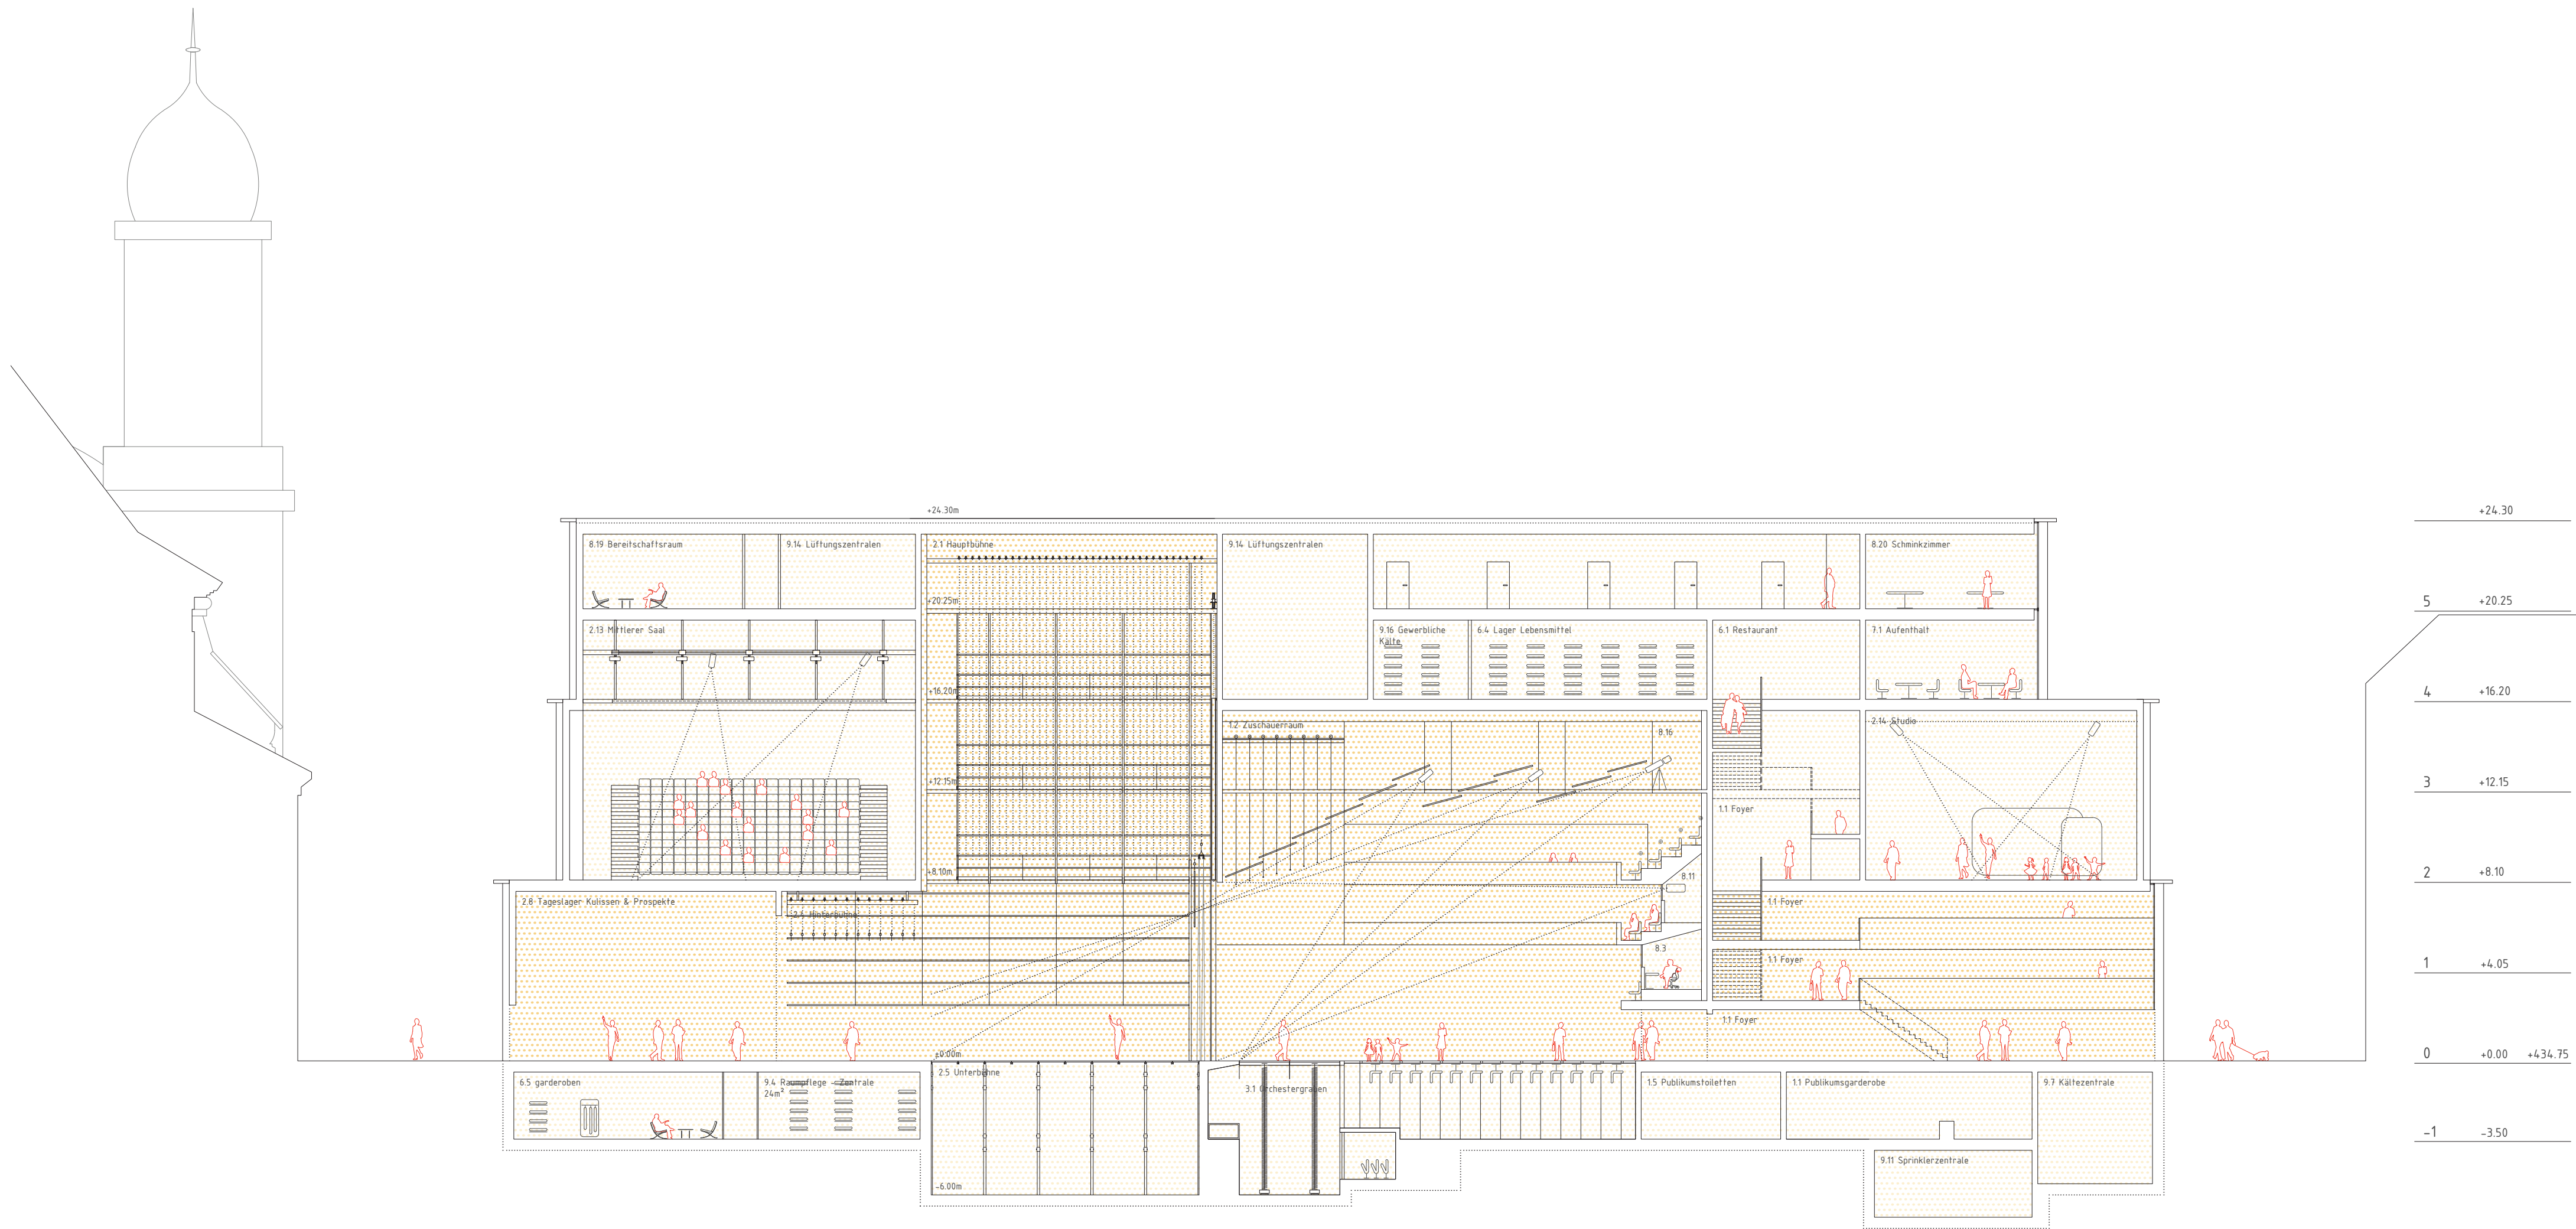 +24.30m
+24.30
8.19 Bereitschaftsraum
9.14 Lüftungszentralen
2.1 Hauptbühne
9.14 Lüftungszentralen
8.20 Schminkzimmer
+20.25m
5 +20.25
2.13 Mittlerer Saal
9.16 Gewerbliche
Kälte
6.4 Lager Lebensmittel
6.1 Restaurant
7.1 Aufenthalt
+16.20m
4 +16.20
1.2 Zuschauerraum
8.16
2.14 Studio
+12.15m
3 +12.15
1.1 Foyer
+8.10m
8.11
2 +8.10
2.8 Tageslager Kulissen & Prospekte
2.4 Hinterbühne
1.1 Foyer
8.3
1.1 Foyer
1 +4.05
1.1 Foyer
±0.00m
0 +0.00 +434.75
6.5 garderoben
9.4 Raumpflege - Zentrale
24m²
2.5 Unterbühne
3.1 Orchestergraben
1.5 Publikumstoiletten
1.1 Publikumsgarderobe
9.7 Kältezentrale
-1 -3.50
9.11 Sprinklerzentrale
-6.00m